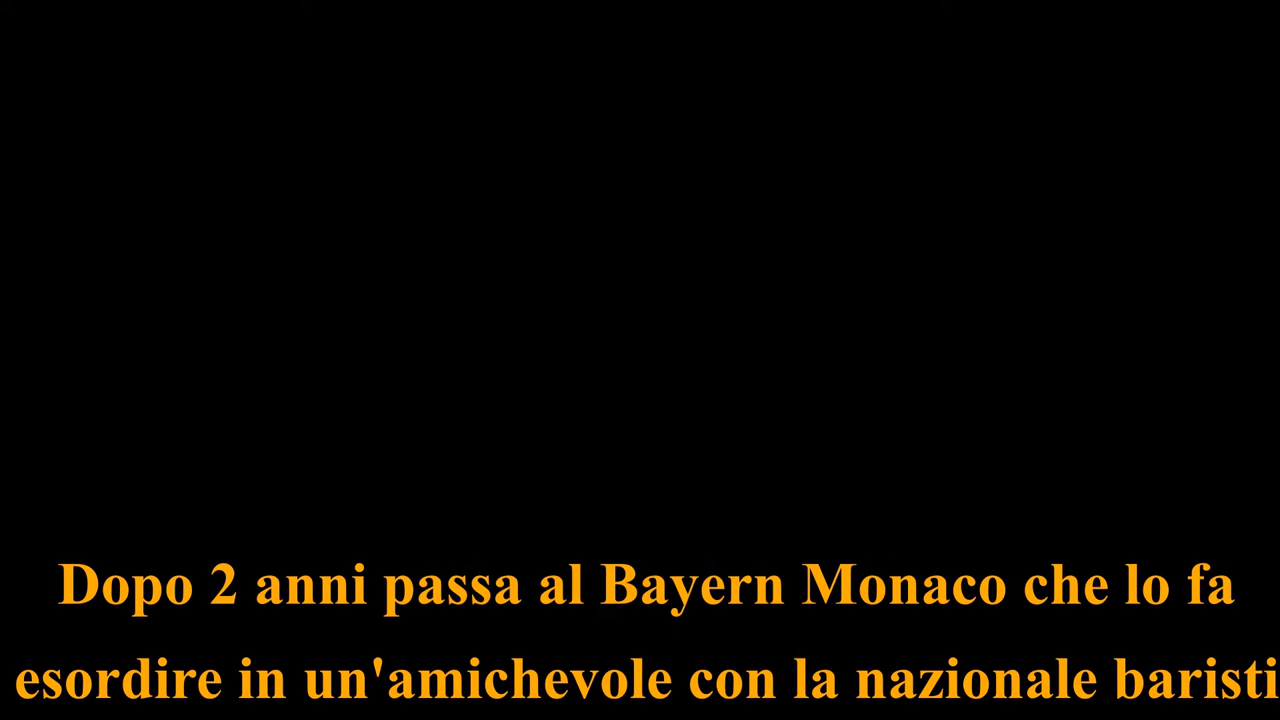 Dopo 2 anni passa al Bayern Monaco che lo fa
esordire in un'amichevole con la nazionale baristi